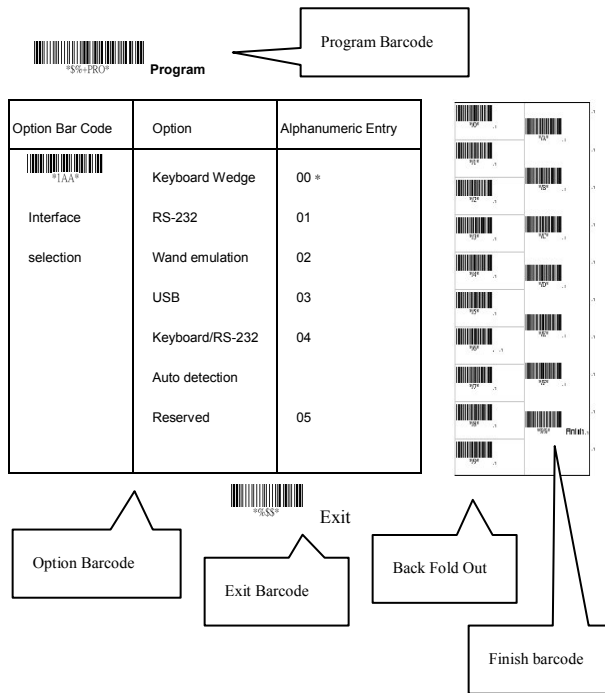 Program Barcode
*$%+PRO* Program
Option Bar Code Option Alphanumeric Entry
*IAA*
Keyboard Wedge 00 *
Interface RS-232 01
selection Wand emulation 02
USB 03
Keyboard/RS-232 04
Auto detection
Reserved 05
Finish
*%$$* Exit
Option Barcode
Exit Barcode
Back Fold Out
Finish barcode